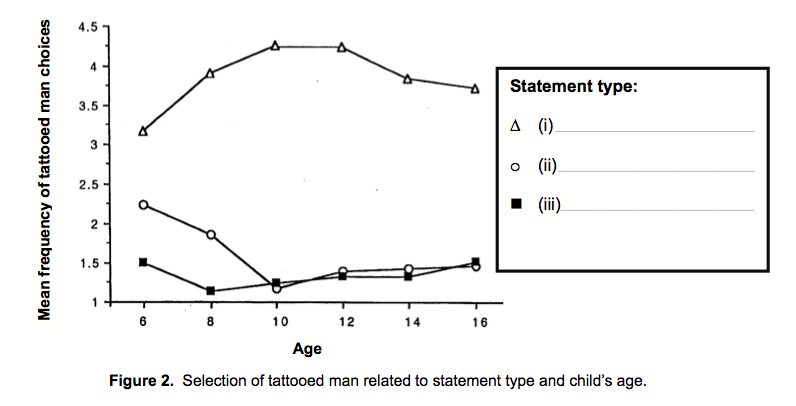 Mean frequency of tattooed man choices
4.5
4
3.5
3
2.5
2
1.5
1
6 8 10 12 14 16
Age
Statement type:
Δ (i)
○ (ii)
■ (iii)
Figure 2. Selection of tattooed man related to statement type and child's age.